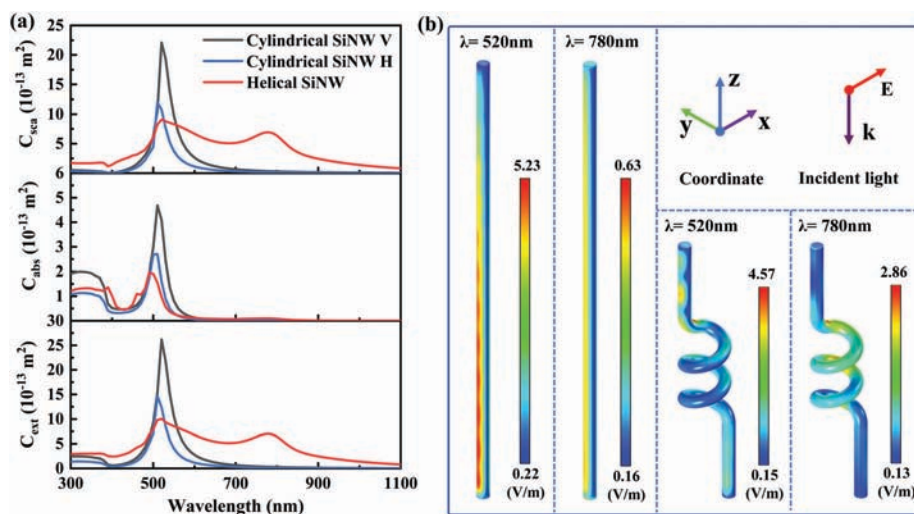 (a)
25
20
15
10
5
6
C_sca (10^-13 m^2)
Cylindrical SiNW V
Cylindrical SiNW H
Helical SiNW
5
4
3
2
1
30
C_abs (10^-13 m^2)
25
20
15
10
5
0
C_ext (10^-13 m^2)
300 500 700 900 1100
Wavelength (nm)
(b)
λ= 520nm
5.23
0.22
(V/m)
λ= 780nm
0.63
0.16
(V/m)
z
y
x
Coordinate
E
k
Incident light
λ= 520nm
4.57
0.15
(V/m)
λ= 780nm
2.86
0.13
(V/m)